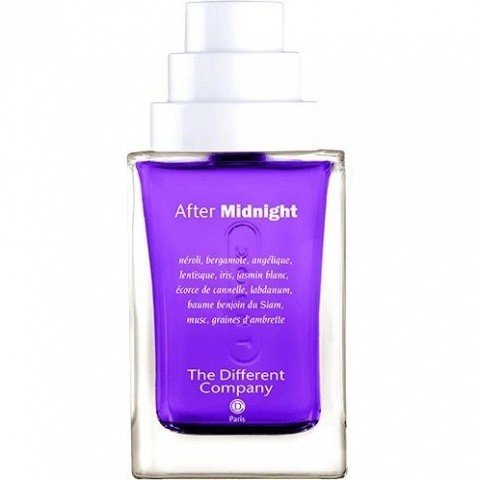 After Midnight
néroli, bergamote, angélique,
lentisque, iris, jasmin blanc,
écorce de cannelle, labdanum,
baume benjoin du Siam,
musc, graines d'ambrette
The Different
Company
D
Paris